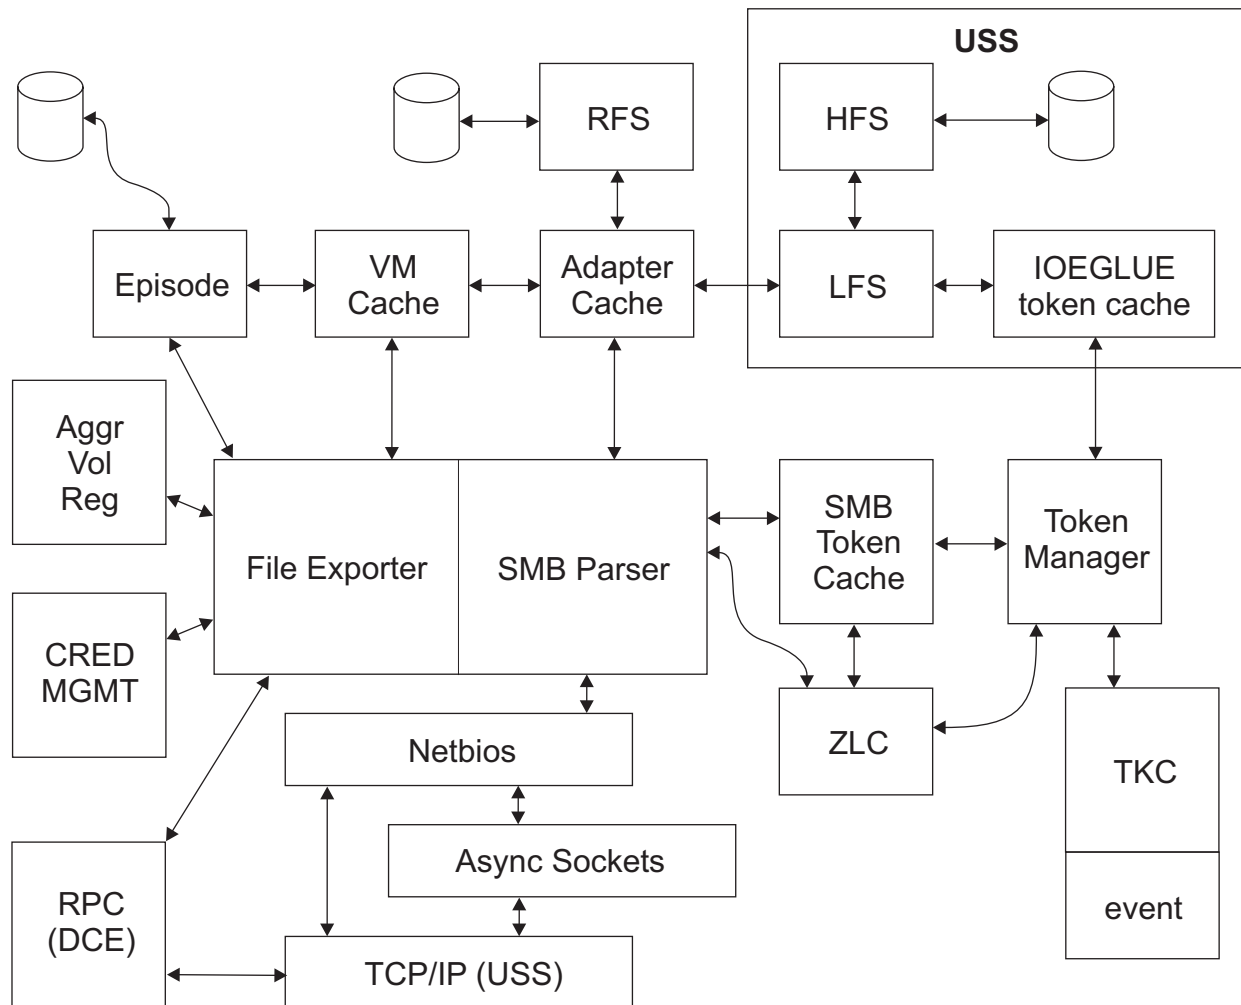 USS
RFS
HFS
Episode
VM
Cache
Adapter
Cache
LFS
IOEGLUE
token cache
Aggr
Vol
Reg
File Exporter
SMB Parser
SMB
Token
Cache
Token
Manager
CRED
MGMT
Netbios
ZLC
TKC
Async Sockets
RPC
(DCE)
event
TCP/IP (USS)